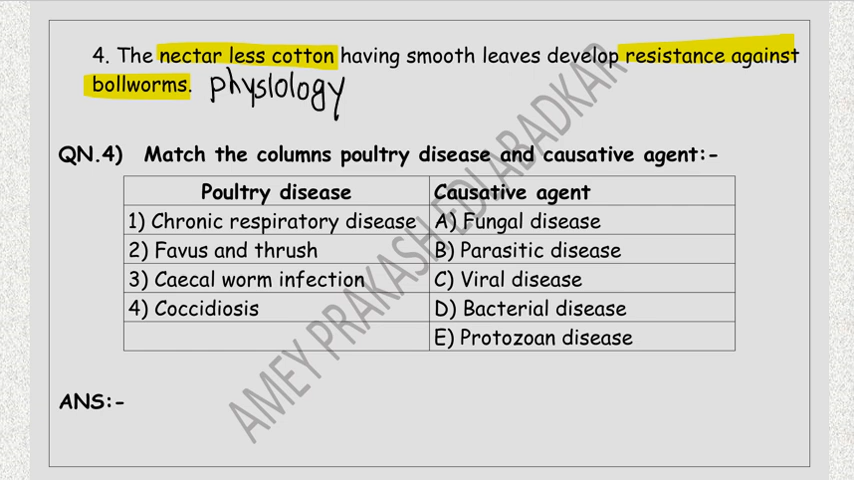 4. The nectar less cotton having smooth leaves develop resistance against
bollworms. physlology
QN.4) Match the columns poultry disease and causative agent:-
Poultry disease Causative agent
1) Chronic respiratory disease A) Fungal disease
2) Favus and thrush B) Parasitic disease
3) Caecal worm infection C) Viral disease
4) Coccidiosis D) Bacterial disease
E) Protozoan disease
ANS:-
AMEY PRAKASH EDLABADKAR